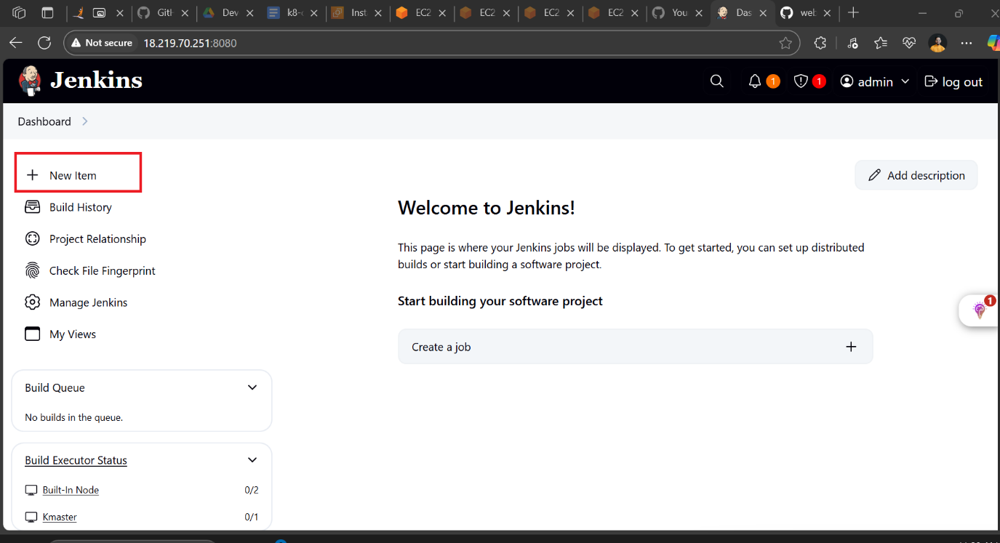 GitH
Dev
k8-c
Inst
EC2
EC2
EC2
EC2
You
Das
web
Not secure 18.219.70.251:8080
Jenkins
1
1
admin
log out
Dashboard
New Item
Add description
Build History
Project Relationship
Check File Fingerprint
Manage Jenkins
My Views
Welcome to Jenkins!
This page is where your Jenkins jobs will be displayed. To get started, you can set up distributed
builds or start building a software project.
Start building your software project
Create a job
1
Build Queue
No builds in the queue.
Build Executor Status
Built-In Node 0/2
Kmaster 0/1